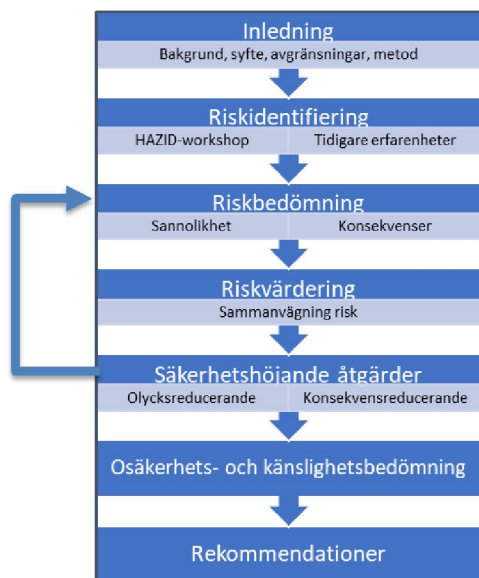 Inledning
Bakgrund, syfte, avgränsningar, metod
Riskidentifiering
HAZID-workshop
Tidigare erfarenheter
Riskbedömning
Sannolikhet
Konsekvenser
Riskvärdering
Sammanvägning risk
Säkerhetshöjande åtgärder
Olycksreducerande
Konsekvensreducerande
Osäkerhets- och känslighetsbedömning
Rekommendationer